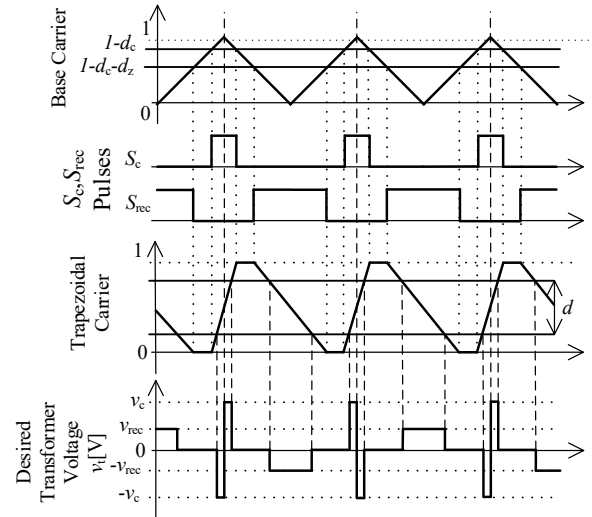 Base Carrier
1
1-dc
1-dc-dz
0
Sc,Srec
Pulses
Sc
Srec
Trapezoidal
Carrier
1
0
d
Desired
Transformer
Voltage
vt[V]
vc
vrec
0
-vrec
-vc